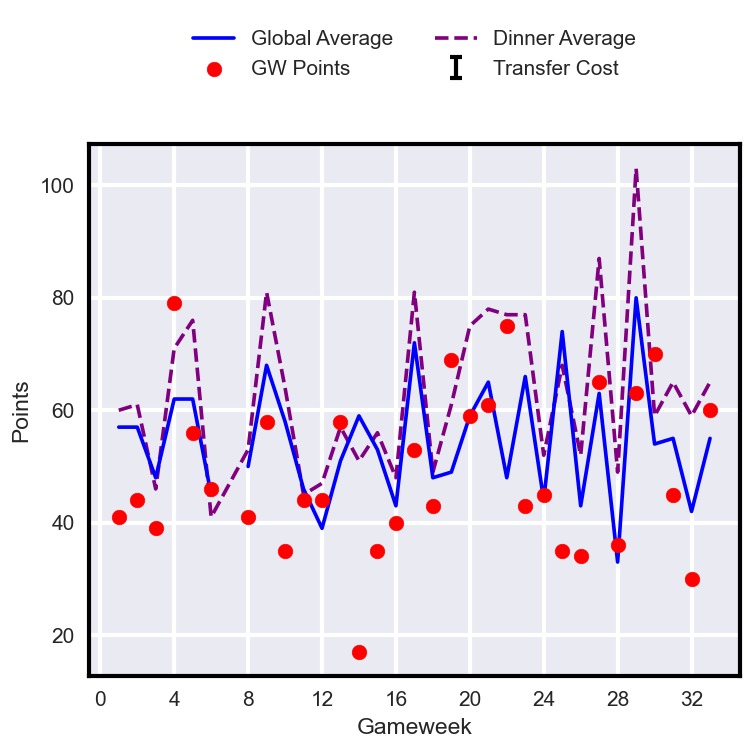 Global Average
Dinner Average
GW Points
Transfer Cost
Points
100
80
60
40
20
0 4 8 12 16 20 24 28 32
Gameweek